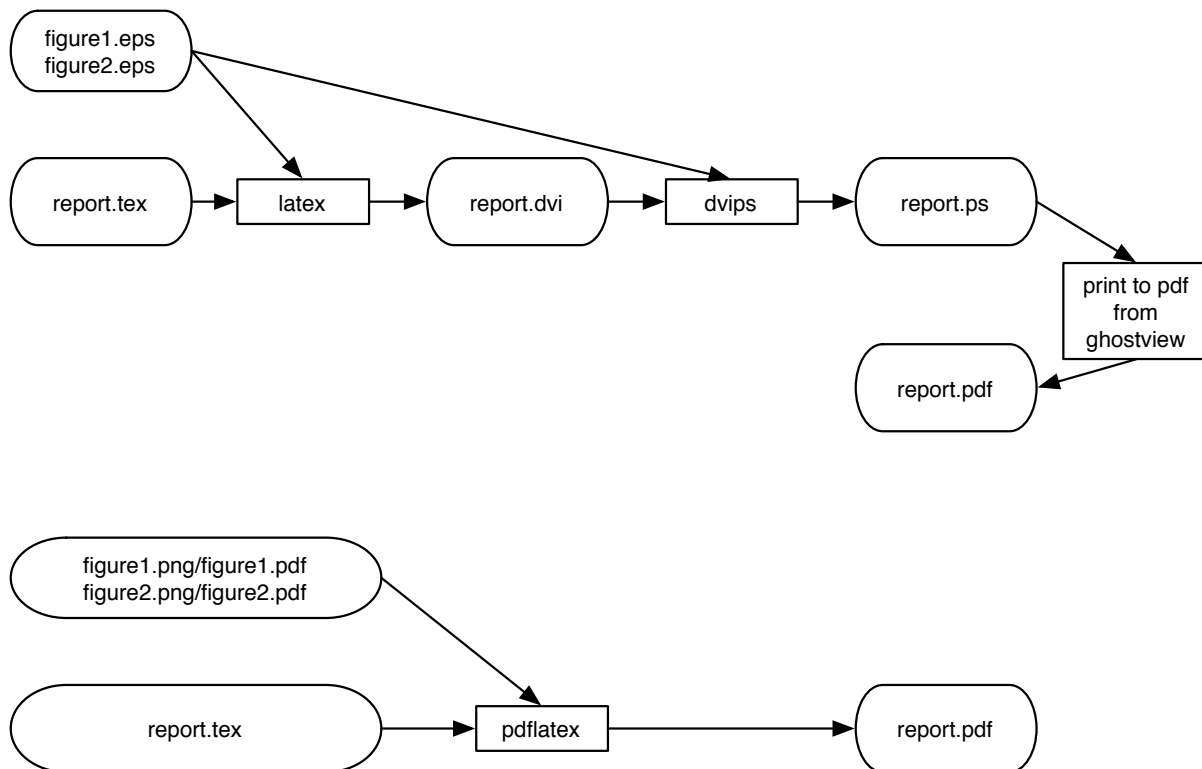 figure1.eps
figure2.eps
report.tex
latex
report.dvi
dvips
report.ps
print to pdf
from
ghostview
report.pdf
figure1.png/figure1.pdf
figure2.png/figure2.pdf
report.tex
pdflatex
report.pdf